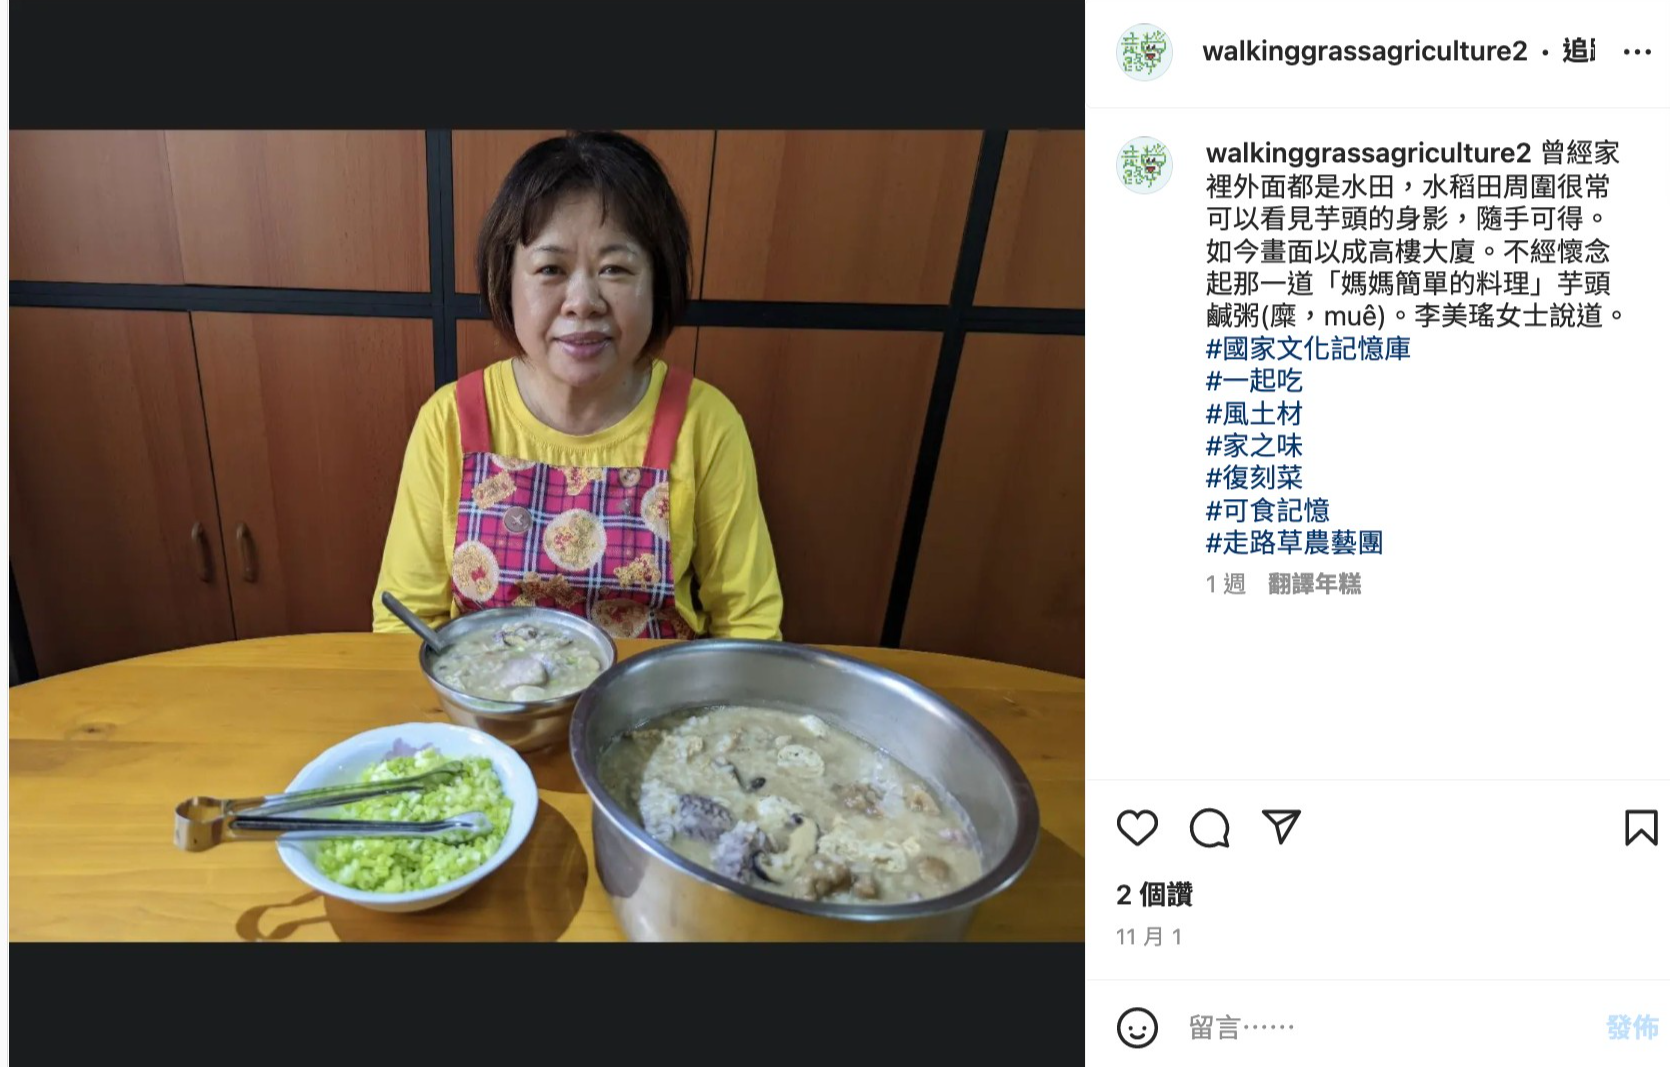 walkinggrassagriculture2 •
walkinggrassagriculture2 曾經家
裡外面都是水田，水稻田周圍很常
可以看見芋頭的身影，隨手可得。
如今畫面以成高樓大廈。不經懷念
起那一道「媽媽簡單的料理」芋頭
鹹粥(糜，muê)。李美瑤女士說道。
#國家文化記憶庫
#一起吃
#風土材
#家之味
#復刻菜
#可食記憶
#走路草農藝團
1 週 翻譯年糕
2 個讚
11 月 1
留言……
發佈